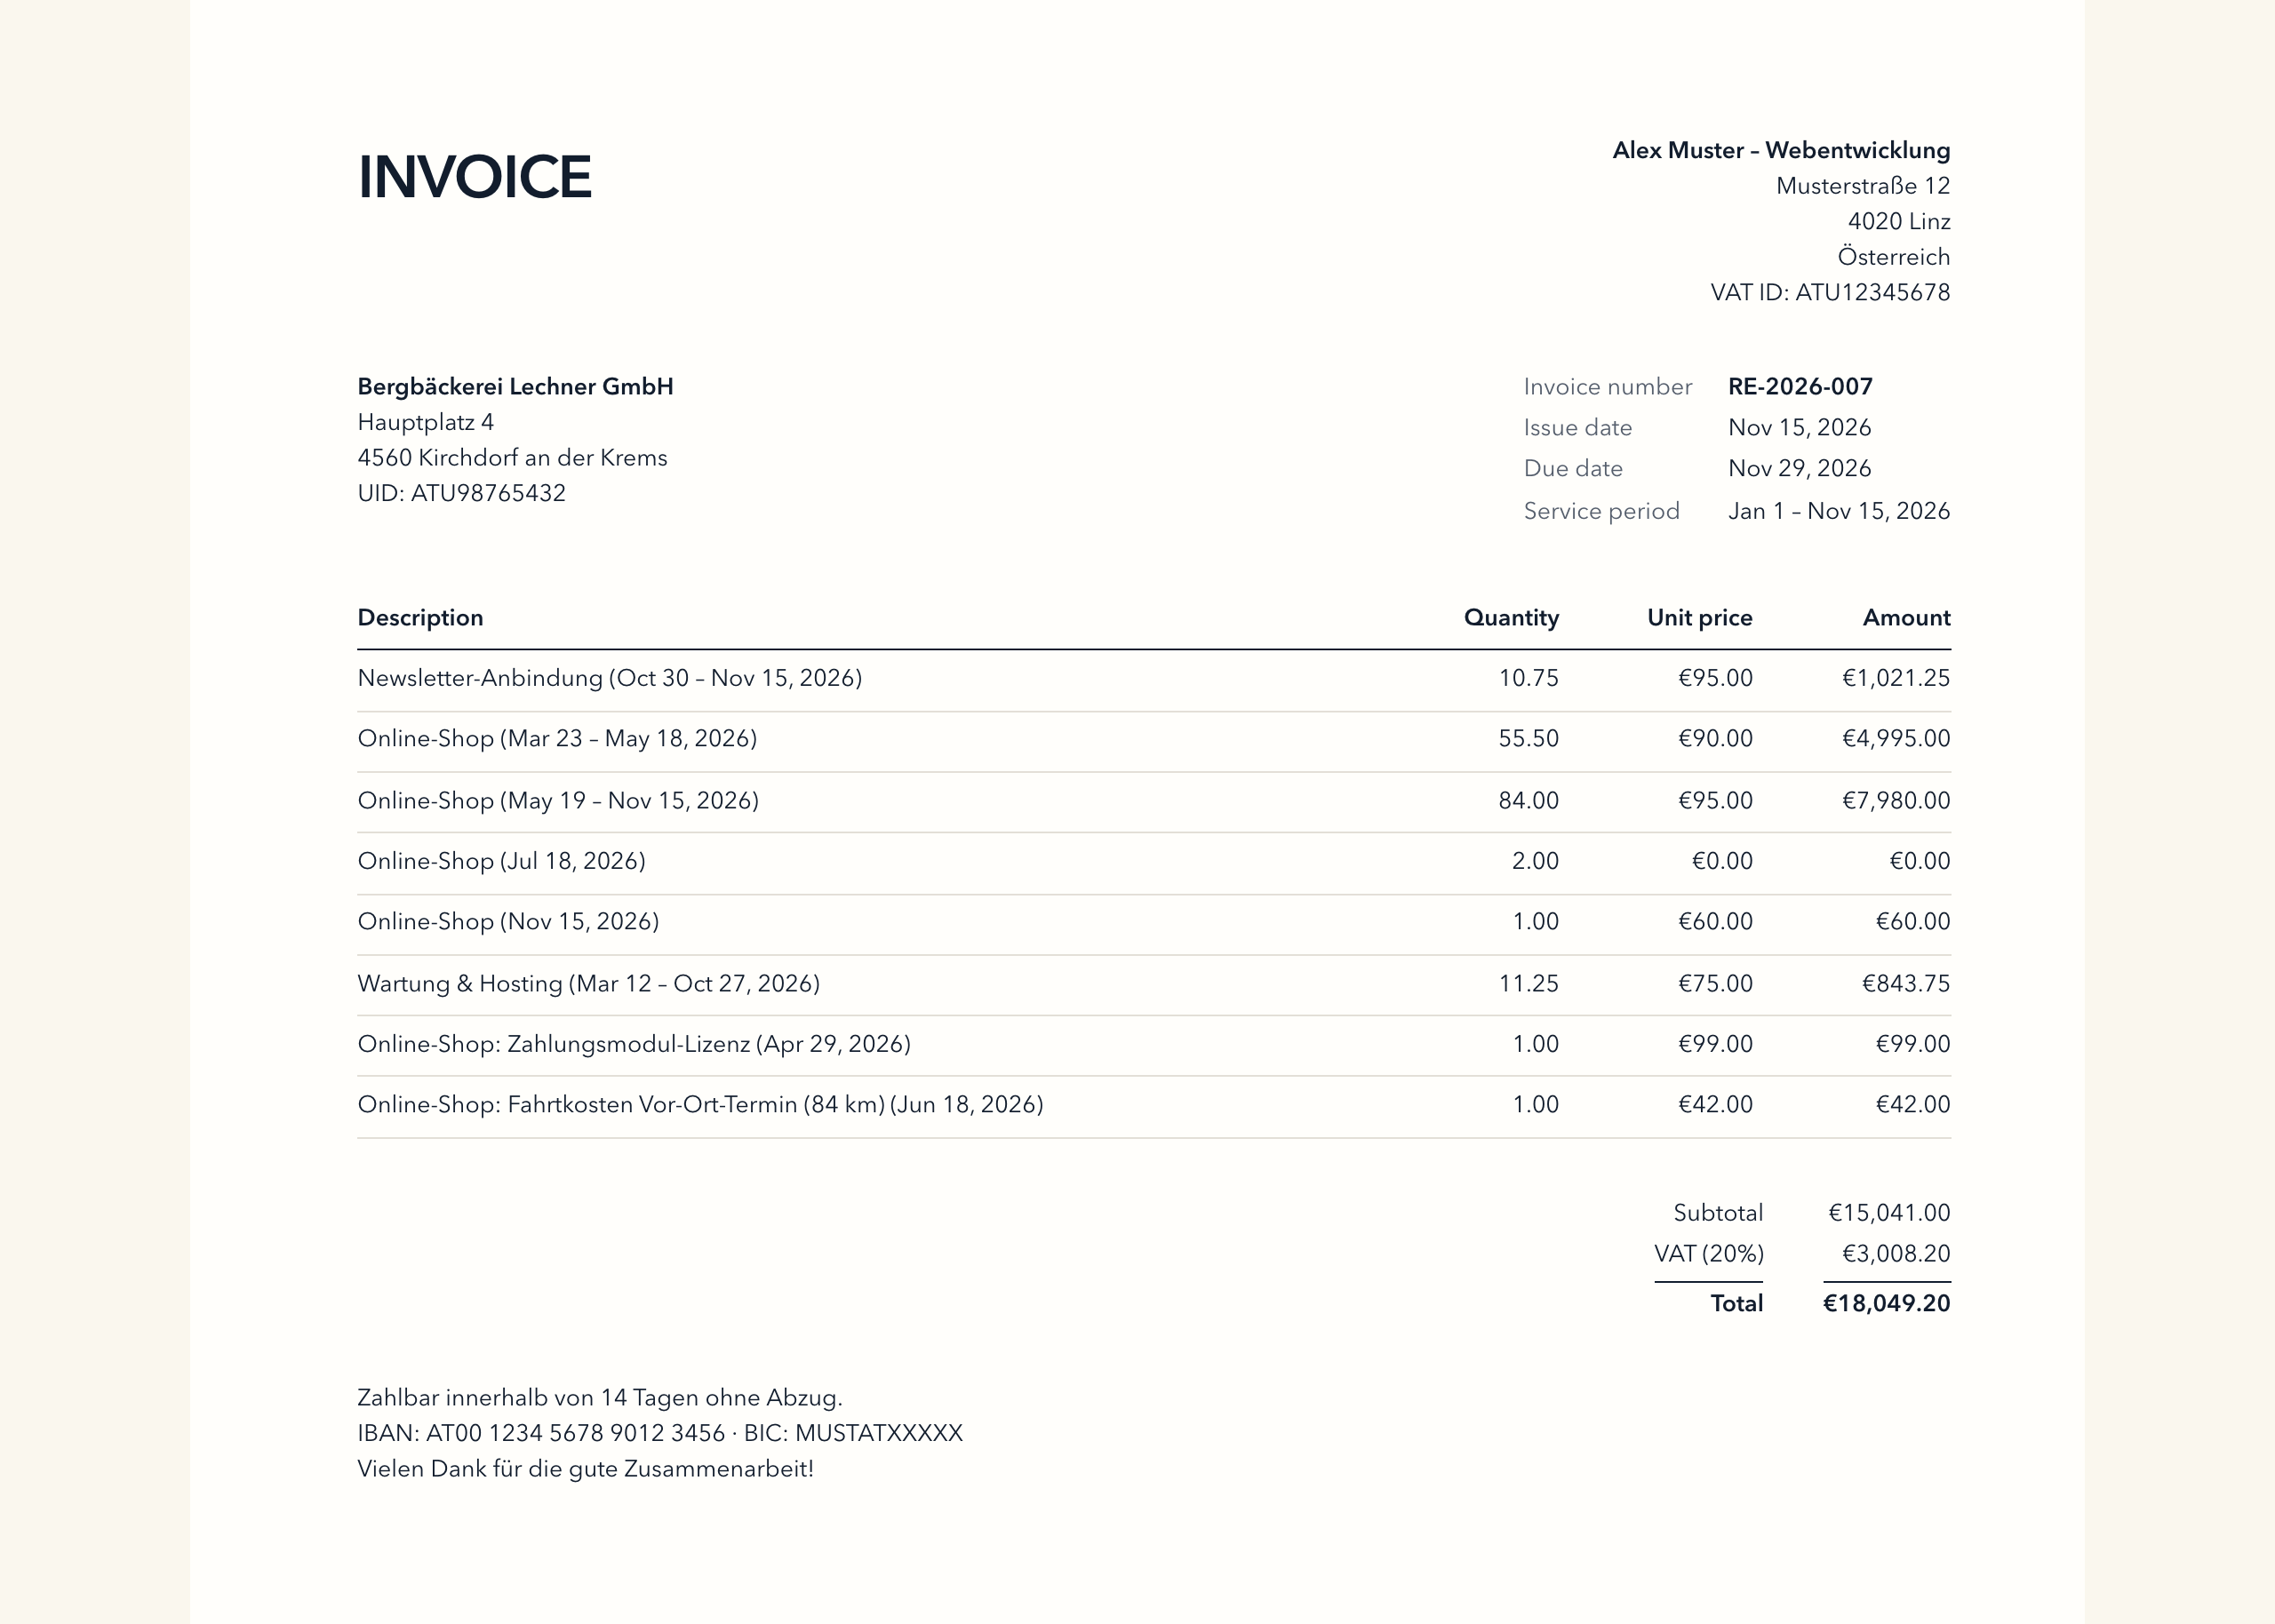 INVOICE
Alex Muster – Webentwicklung
Musterstraße 12
4020 Linz
Österreich
VAT ID: ATU12345678
Bergbäckerei Lechner GmbH
Hauptplatz 4
4560 Kirchdorf an der Krems
UID: ATU98765432
Invoice number RE-2026-007
Issue date Nov 15, 2026
Due date Nov 29, 2026
Service period Jan 1 – Nov 15, 2026
Description Quantity Unit price Amount
Newsletter-Anbindung (Oct 30 – Nov 15, 2026) 10.75 €95.00 €1,021.25
Online-Shop (Mar 23 – May 18, 2026) 55.50 €90.00 €4,995.00
Online-Shop (May 19 – Nov 15, 2026) 84.00 €95.00 €7,980.00
Online-Shop (Jul 18, 2026) 2.00 €0.00 €0.00
Online-Shop (Nov 15, 2026) 1.00 €60.00 €60.00
Wartung & Hosting (Mar 12 – Oct 27, 2026) 11.25 €75.00 €843.75
Online-Shop: Zahlungsmodul-Lizenz (Apr 29, 2026) 1.00 €99.00 €99.00
Online-Shop: Fahrtkosten Vor-Ort-Termin (84 km) (Jun 18, 2026) 1.00 €42.00 €42.00
Subtotal €15,041.00
VAT (20%) €3,008.20
Total €18,049.20
Zahlbar innerhalb von 14 Tagen ohne Abzug.
IBAN: AT00 1234 5678 9012 3456 · BIC: MUSTATXXXXX
Vielen Dank für die gute Zusammenarbeit!